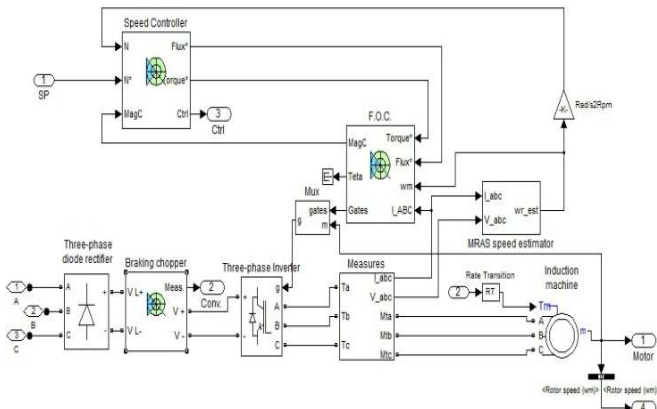 Speed Controller
N
Flux*
1
SP
N*
Torque*
MagC
Ctrl
3
Ctrl
-K-
Rad/s2Rpm
F.O.C.
MagC
Torque*
Flux*
Teta
wm
Gates
I_ABC
Mux
gates
g
m
I_abc
V_abc
wr_est
MRAS speed estimator
Three-phase
diode rectifier
Braking chopper
Three-phase Inverter
Measures
Rate Transition
Induction
machine
1
A
2
B
3
C
A
B
C
+
-
V L+
V L-
Meas.
2
Conv.
V +
V -
g
+
-
A
B
C
Ta
Tb
Tc
I_abc
V_abc
Mta
Mtb
Mtc
2
RT
Tm
A
B
C
m
1
Motor
<Rotor speed (wm)>
<Rotor speed (wm)
4